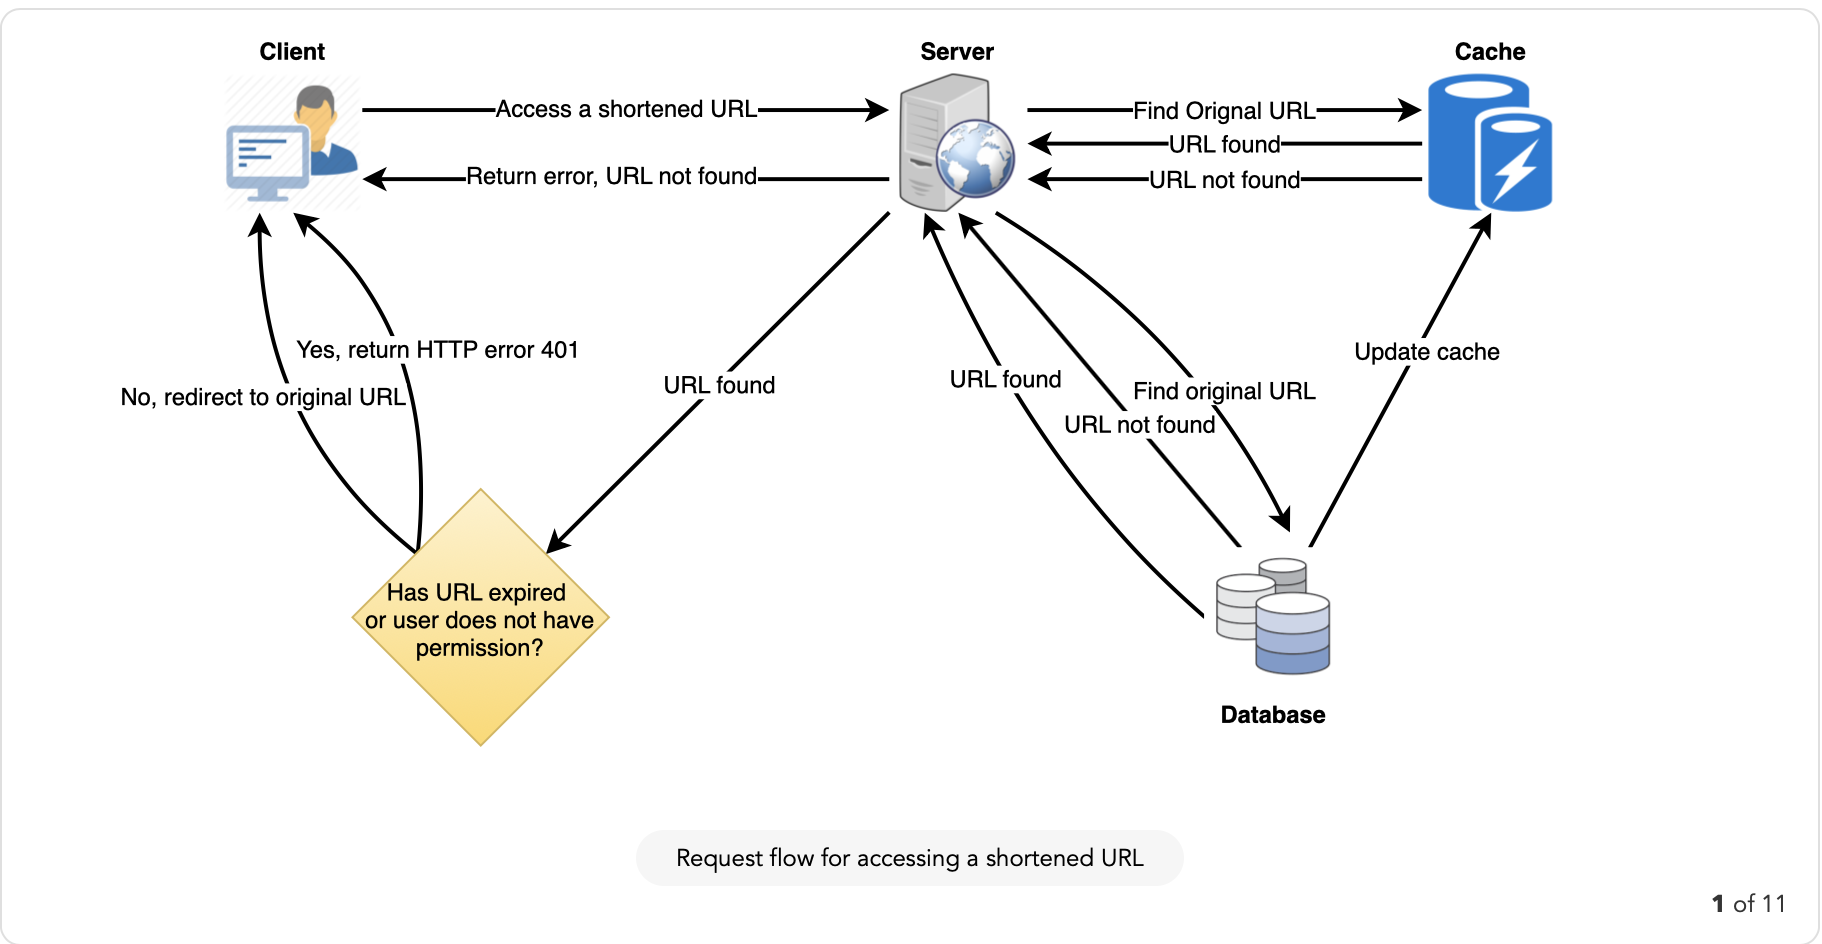 Client
Server
Cache
Access a shortened URL
Find Orignal URL
URL found
Return error, URL not found
URL not found
Yes, return HTTP error 401
Update cache
No, redirect to original URL
URL found
URL found
Find original URL
URL not found
Has URL expired
or user does not have
permission?
Database
Request flow for accessing a shortened URL
1 of 11